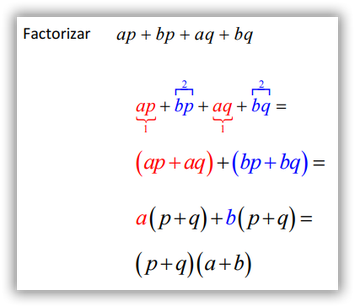 Factorizar ap + bp + aq + bq
2 2
ap + bp + aq + bq =
1 1
(ap + aq) + (bp + bq) =
a(p + q) + b(p + q) =
(p + q)(a + b)